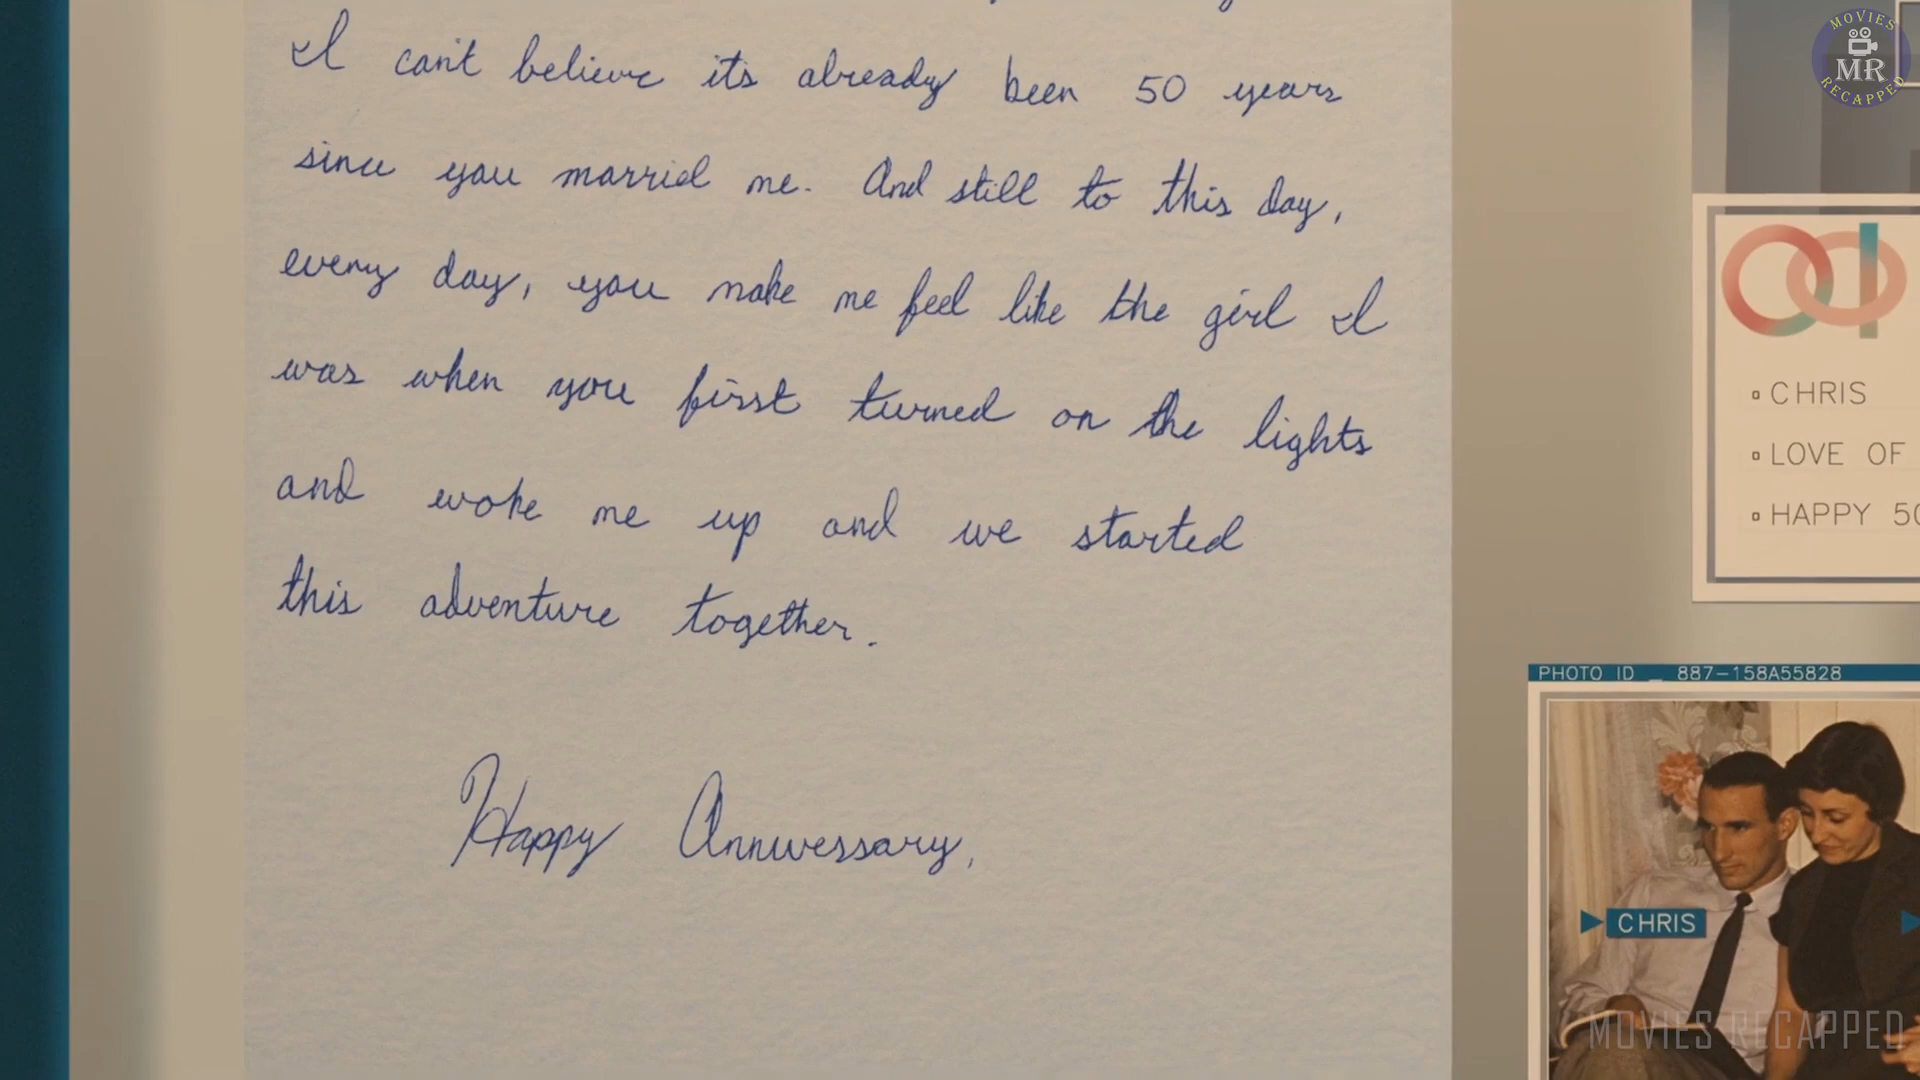 I can't believe its already been 50 years
since you married me. And still to this day,
every day, you make me feel like the girl I
was when you first turned on the lights
and woke me up and we started
this adventure together.
Happy Anniverssary,
MOVIES
MR
RECAPPED
CHRIS
LOVE OF
HAPPY 50
PHOTO ID _ 887-158A55828
CHRIS
MOVIES RECAPPED